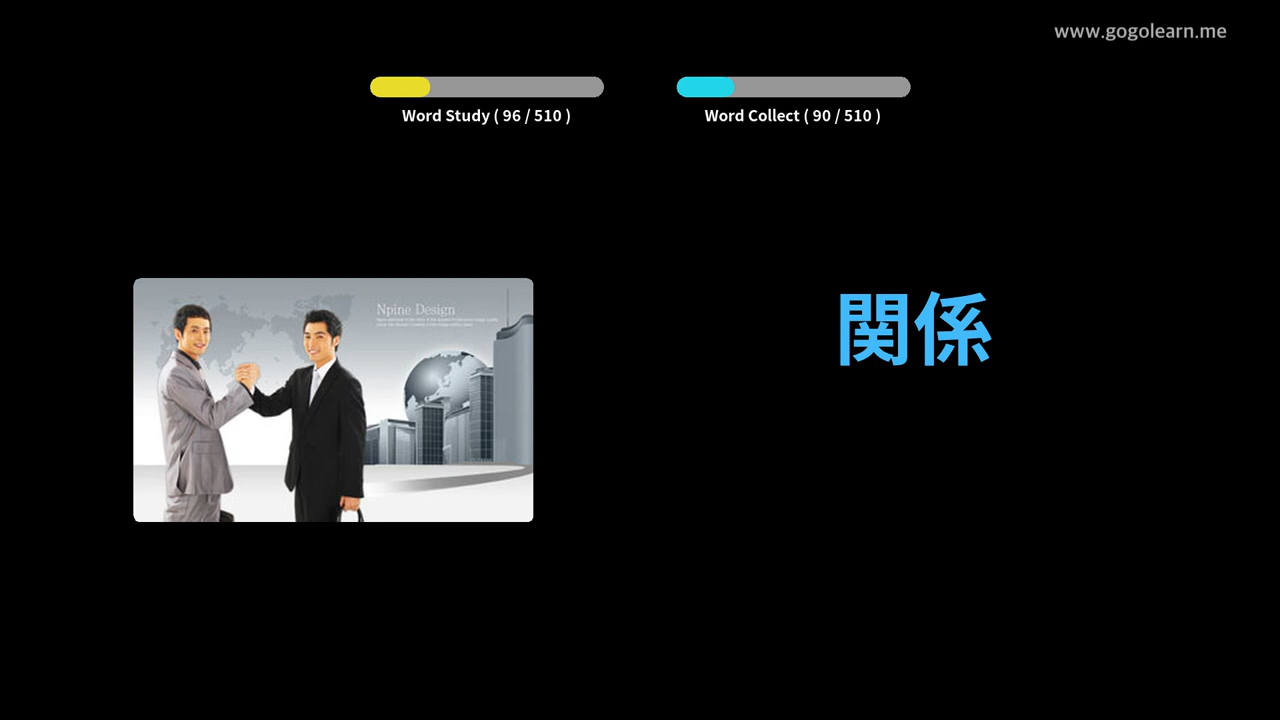 www.gogolearn.me
Word Study ( 96 / 510 )
Word Collect ( 90 / 510 )
Npine Design
関係